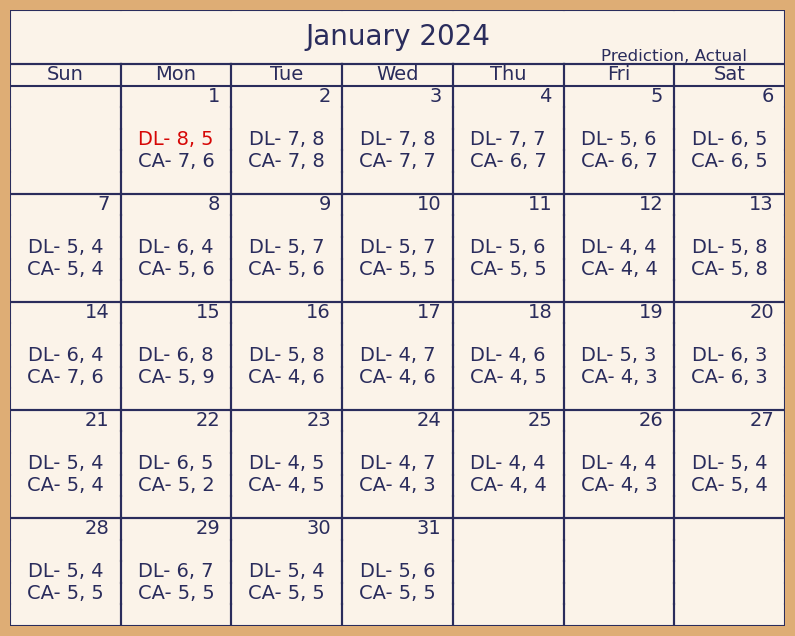 January 2024
Prediction, Actual
Sun Mon Tue Wed Thu Fri Sat
1 2 3 4 5 6
DL- 8, 5 DL- 7, 8 DL- 7, 8 DL- 7, 7 DL- 5, 6 DL- 6, 5
CA- 7, 6 CA- 7, 8 CA- 7, 7 CA- 6, 7 CA- 6, 7 CA- 6, 5
7 8 9 10 11 12 13
DL- 5, 4 DL- 6, 4 DL- 5, 7 DL- 5, 7 DL- 5, 6 DL- 4, 4 DL- 5, 8
CA- 5, 4 CA- 5, 6 CA- 5, 6 CA- 5, 5 CA- 5, 5 CA- 4, 4 CA- 5, 8
14 15 16 17 18 19 20
DL- 6, 4 DL- 6, 8 DL- 5, 8 DL- 4, 7 DL- 4, 6 DL- 5, 3 DL- 6, 3
CA- 7, 6 CA- 5, 9 CA- 4, 6 CA- 4, 6 CA- 4, 5 CA- 4, 3 CA- 6, 3
21 22 23 24 25 26 27
DL- 5, 4 DL- 6, 5 DL- 4, 5 DL- 4, 7 DL- 4, 4 DL- 4, 4 DL- 5, 4
CA- 5, 4 CA- 5, 2 CA- 4, 5 CA- 4, 3 CA- 4, 4 CA- 4, 3 CA- 5, 4
28 29 30 31
DL- 5, 4 DL- 6, 7 DL- 5, 4 DL- 5, 6
CA- 5, 5 CA- 5, 5 CA- 5, 5 CA- 5, 5